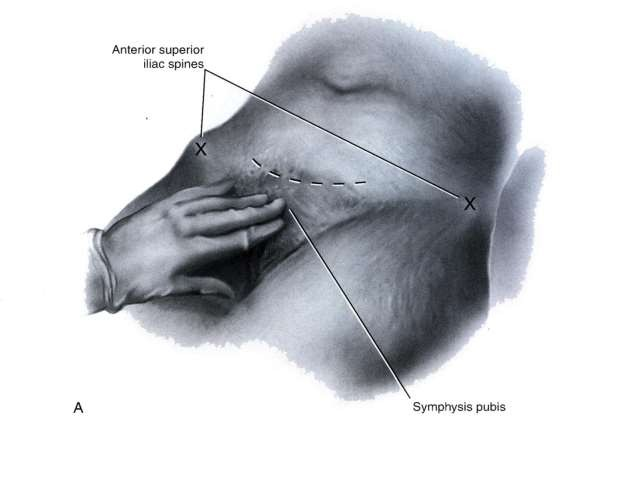 Anterior superior
iliac spines
X
X
A
Symphysis pubis